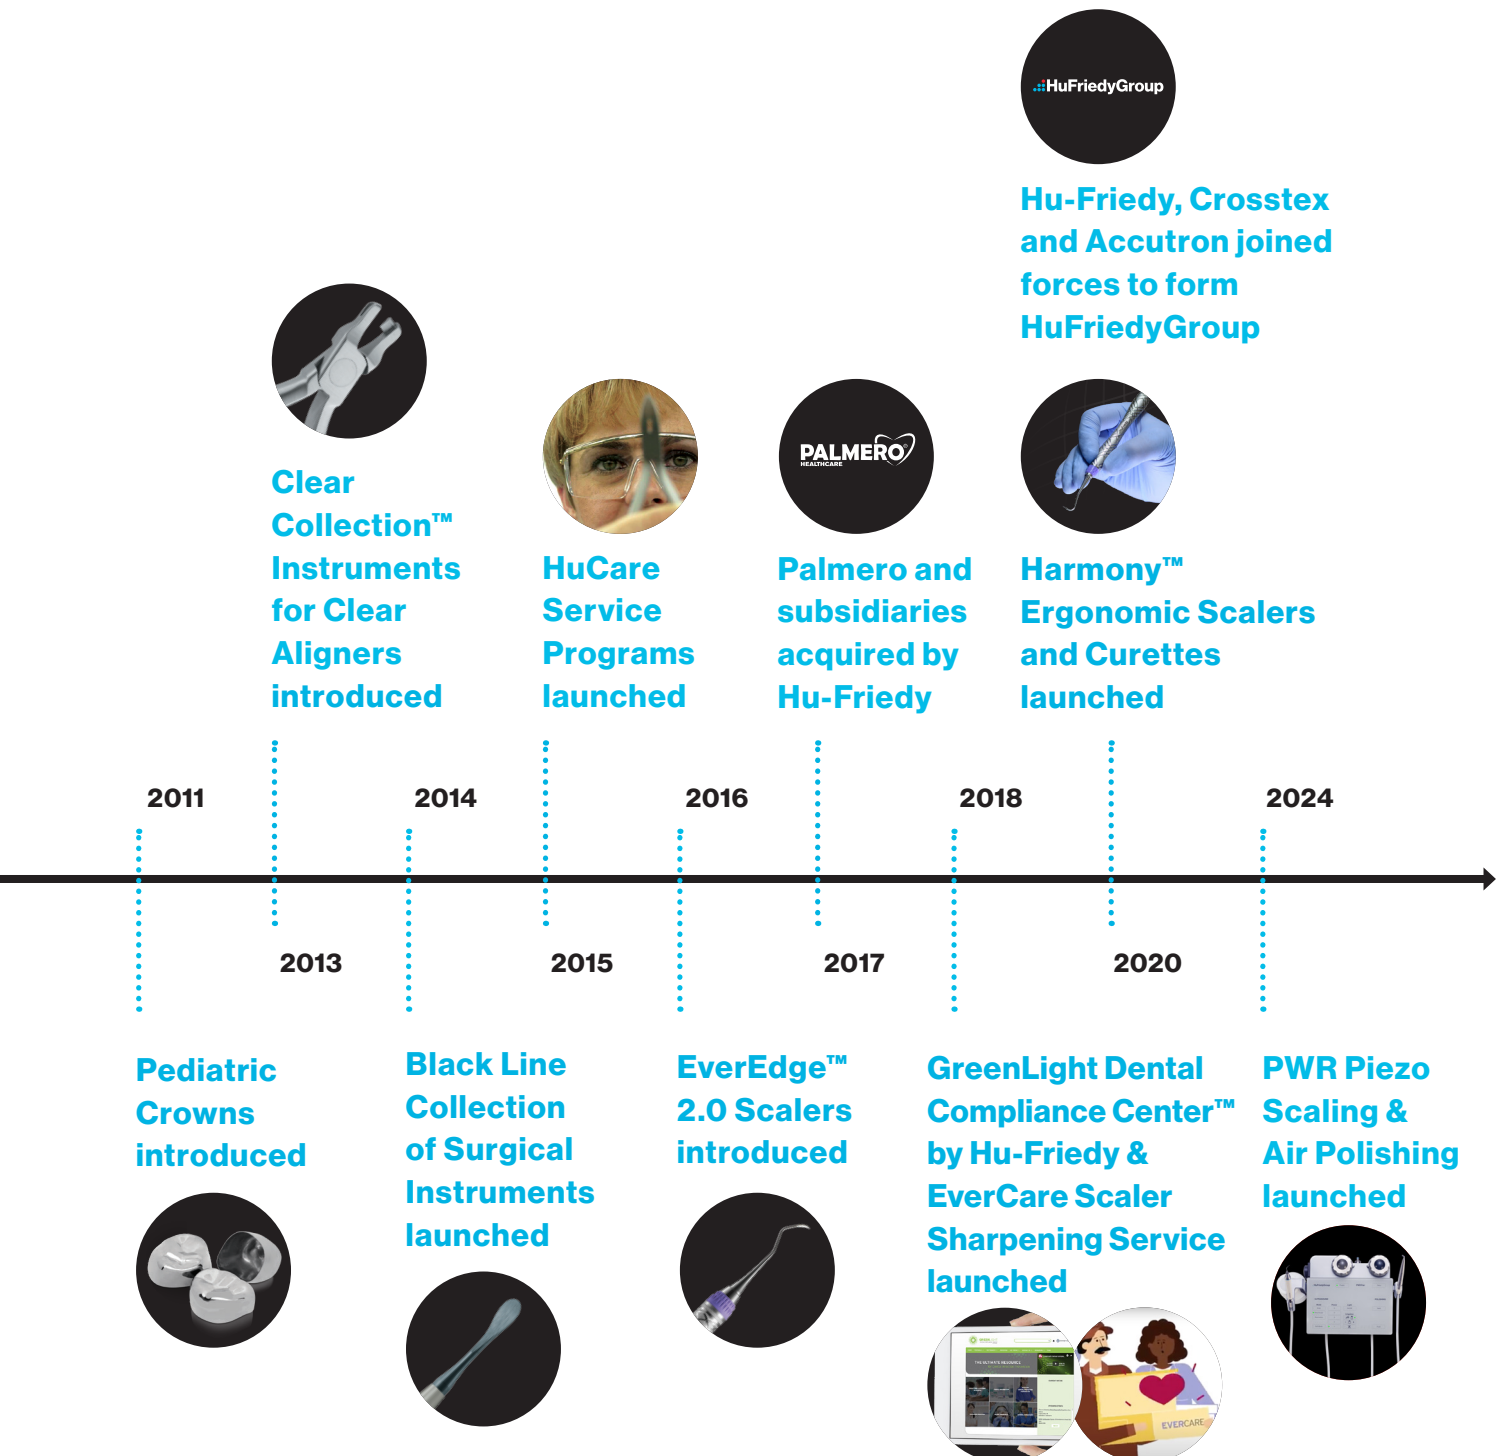 HuFriedyGroup
Hu-Friedy, Crosstex
and Accutron joined
forces to form
HuFriedyGroup
Clear
Collection™
Instruments
for Clear
Aligners
introduced
HuCare
Service
Programs
launched
PALMERO®
HEALTHCARE
Palmero and
subsidiaries
acquired by
Hu-Friedy
Harmony™
Ergonomic Scalers
and Curettes
launched
2011
2014
2016
2018
2024
2013
2015
2017
2020
Pediatric
Crowns
introduced
Black Line
Collection
of Surgical
Instruments
launched
EverEdge™
2.0 Scalers
introduced
GreenLight Dental
Compliance Center™
by Hu-Friedy &
EverCare Scaler
Sharpening Service
launched
PWR Piezo
Scaling &
Air Polishing
launched
THE ULTIMATE RESOURCE
EVERCARE